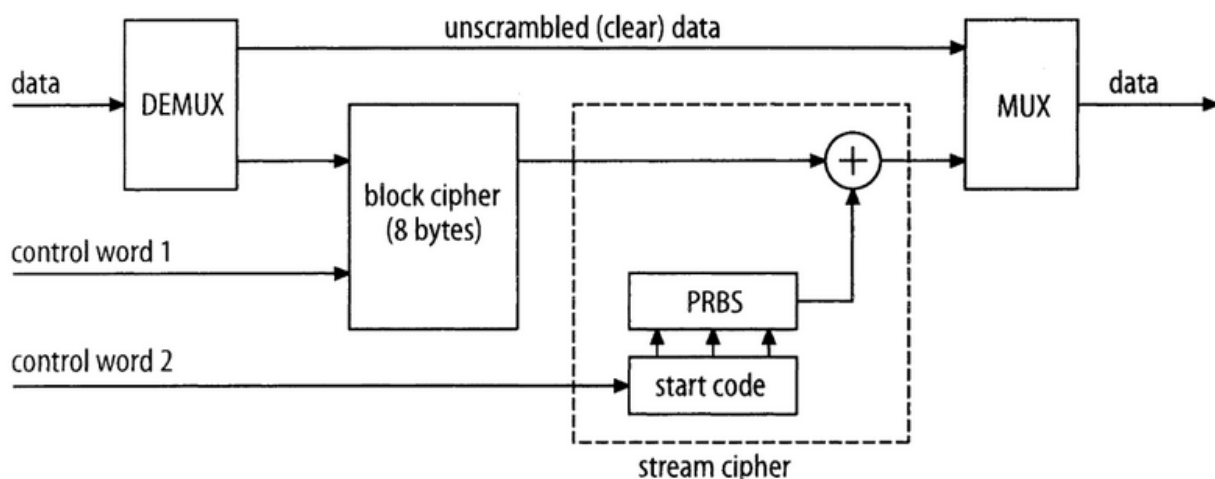 unscrambled (clear) data
data
DEMUX
MUX
data
block cipher
(8 bytes)
+
control word 1
PRBS
control word 2
start code
stream cipher